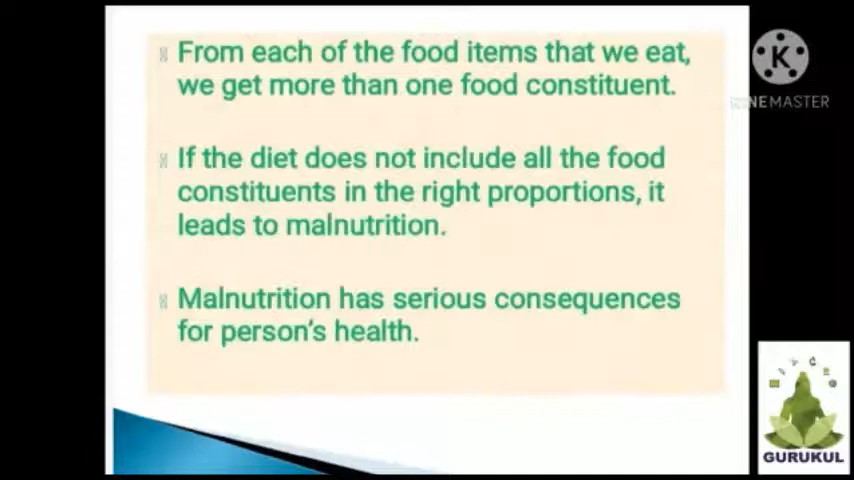 From each of the food items that we eat,
we get more than one food constituent.
If the diet does not include all the food
constituents in the right proportions, it
leads to malnutrition.
Malnutrition has serious consequences
for person's health.
K
NEMASTER
GURUKUL